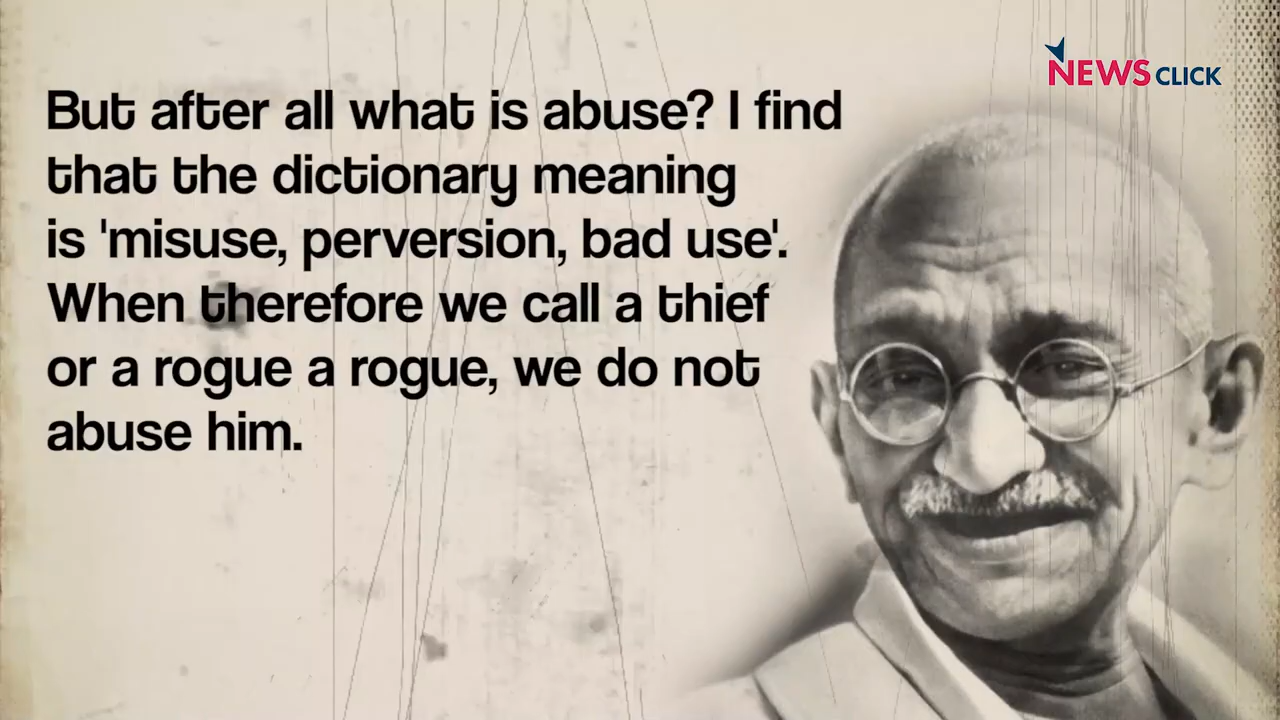 NEWS CLICK
But after all what is abuse? I find
that the dictionary meaning
is 'misuse, perversion, bad use'.
When therefore we call a thief
or a rogue a rogue, we do not
abuse him.